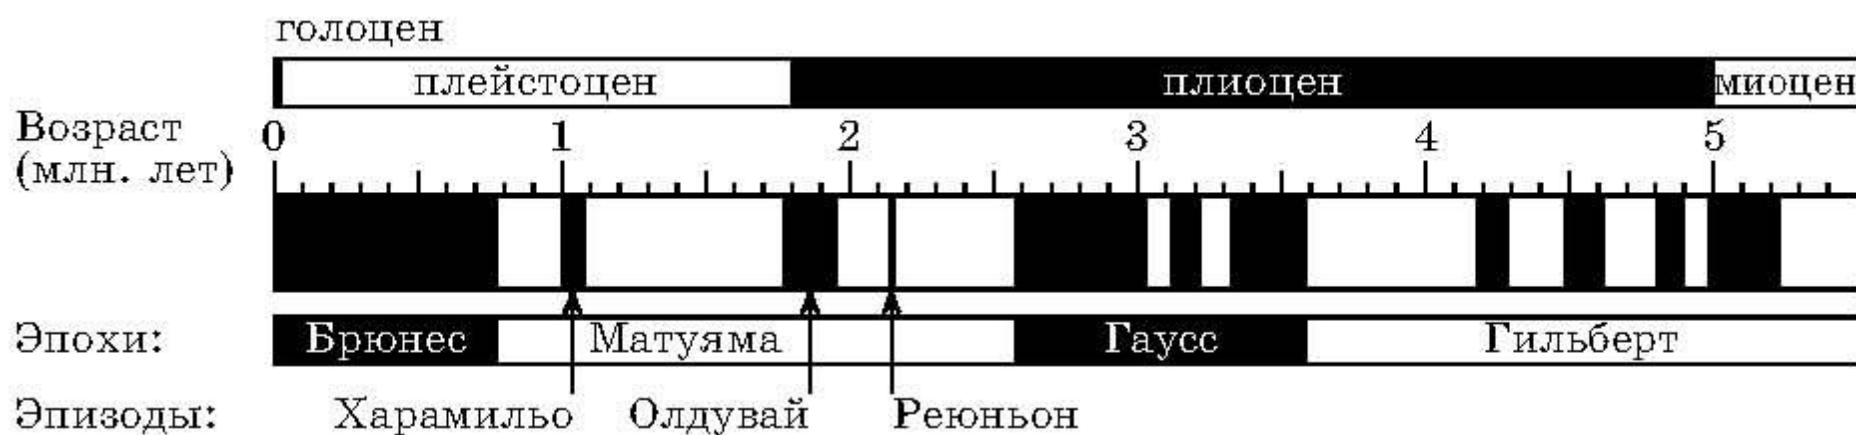 голоцен
плейстоцен плиоцен миоцен
Возраст
(млн. лет)
0 1 2 3 4 5
Эпохи: Брюнес Матуяма Гаусс Гильберт
Эпизоды: Харамильо Олдувай Реюньон